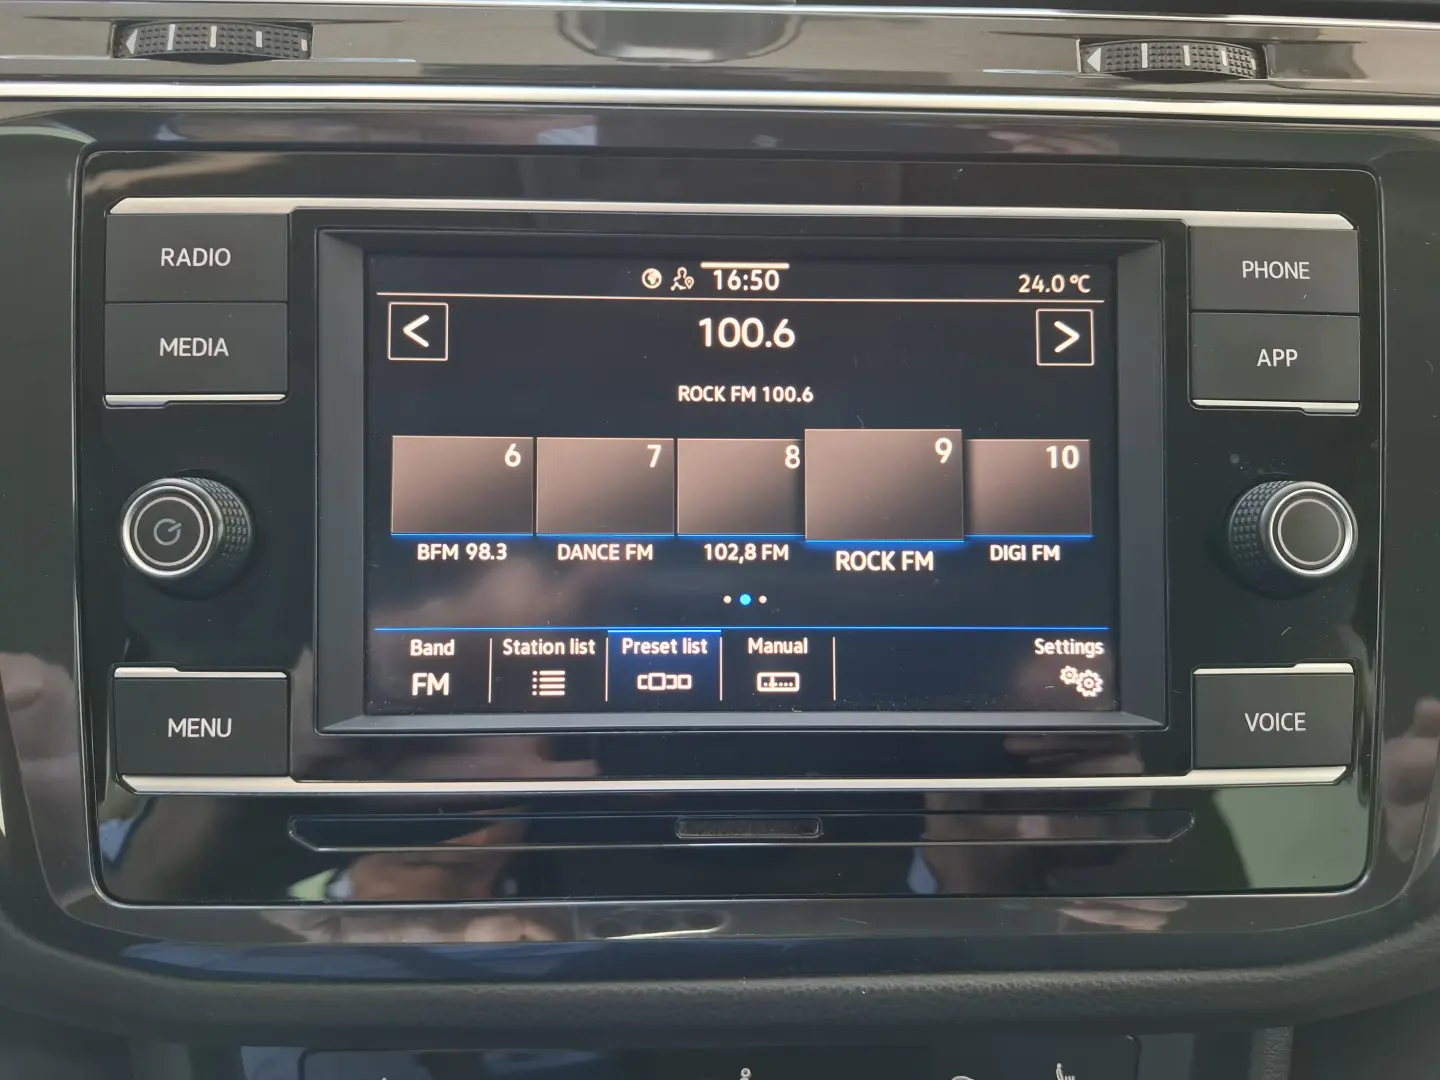 RADIO
MEDIA
MENU
16:50
24.0 °C
<
100.6
>
ROCK FM 100.6
6
7
8
9
10
BFM 98.3
DANCE FM
102,8 FM
ROCK FM
DIGI FM
Band
Station list
Preset list
Manual
Settings
FM
PHONE
APP
VOICE